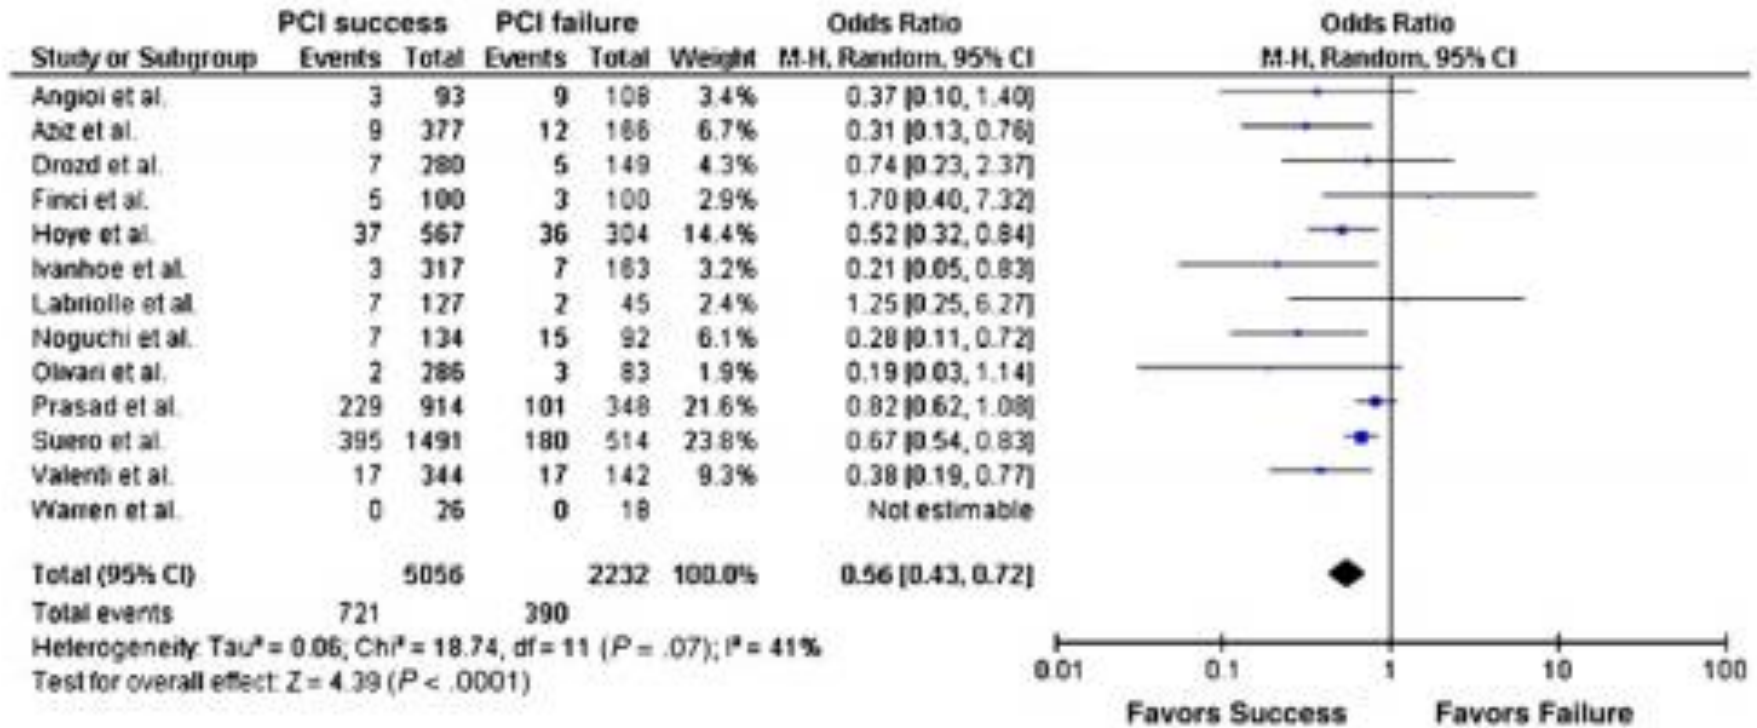 PCI success PCI failure Odds Ratio Odds Ratio
Study or Subgroup Events Total Events Total Weight M-H, Random, 95% CI M-H, Random, 95% CI
Angioi et al. 3 93 9 108 3.4% 0.37 [0.10, 1.40]
Aziz et al. 9 377 12 166 6.7% 0.31 [0.13, 0.76]
Drozd et al. 7 280 5 149 4.3% 0.74 [0.23, 2.37]
Finci et al. 5 100 3 100 2.9% 1.70 [0.40, 7.32]
Hoye et al. 37 567 36 304 14.4% 0.52 [0.32, 0.84]
Ivanhoe et al. 3 317 7 163 3.2% 0.21 [0.05, 0.83]
Labriolle et al. 7 127 2 45 2.4% 1.25 [0.25, 6.27]
Noguchi et al. 7 134 15 92 6.1% 0.28 [0.11, 0.72]
Olivari et al. 2 286 3 83 1.9% 0.19 [0.03, 1.14]
Prasad et al. 229 914 101 348 21.6% 0.82 [0.62, 1.08]
Suero et al. 395 1491 180 514 23.8% 0.67 [0.54, 0.83]
Valenti et al. 17 344 17 142 9.3% 0.38 [0.19, 0.77]
Warren et al. 0 26 0 18 Not estimable
Total (95% CI) 5056 2232 100.0% 0.56 [0.43, 0.72]
Total events 721 390
Heterogeneity: Tau² = 0.06; Chi² = 18.74, df = 11 (P = .07); I² = 41%
Test for overall effect: Z = 4.39 (P < .0001)
0.01 0.1 1 10 100
Favors Success Favors Failure